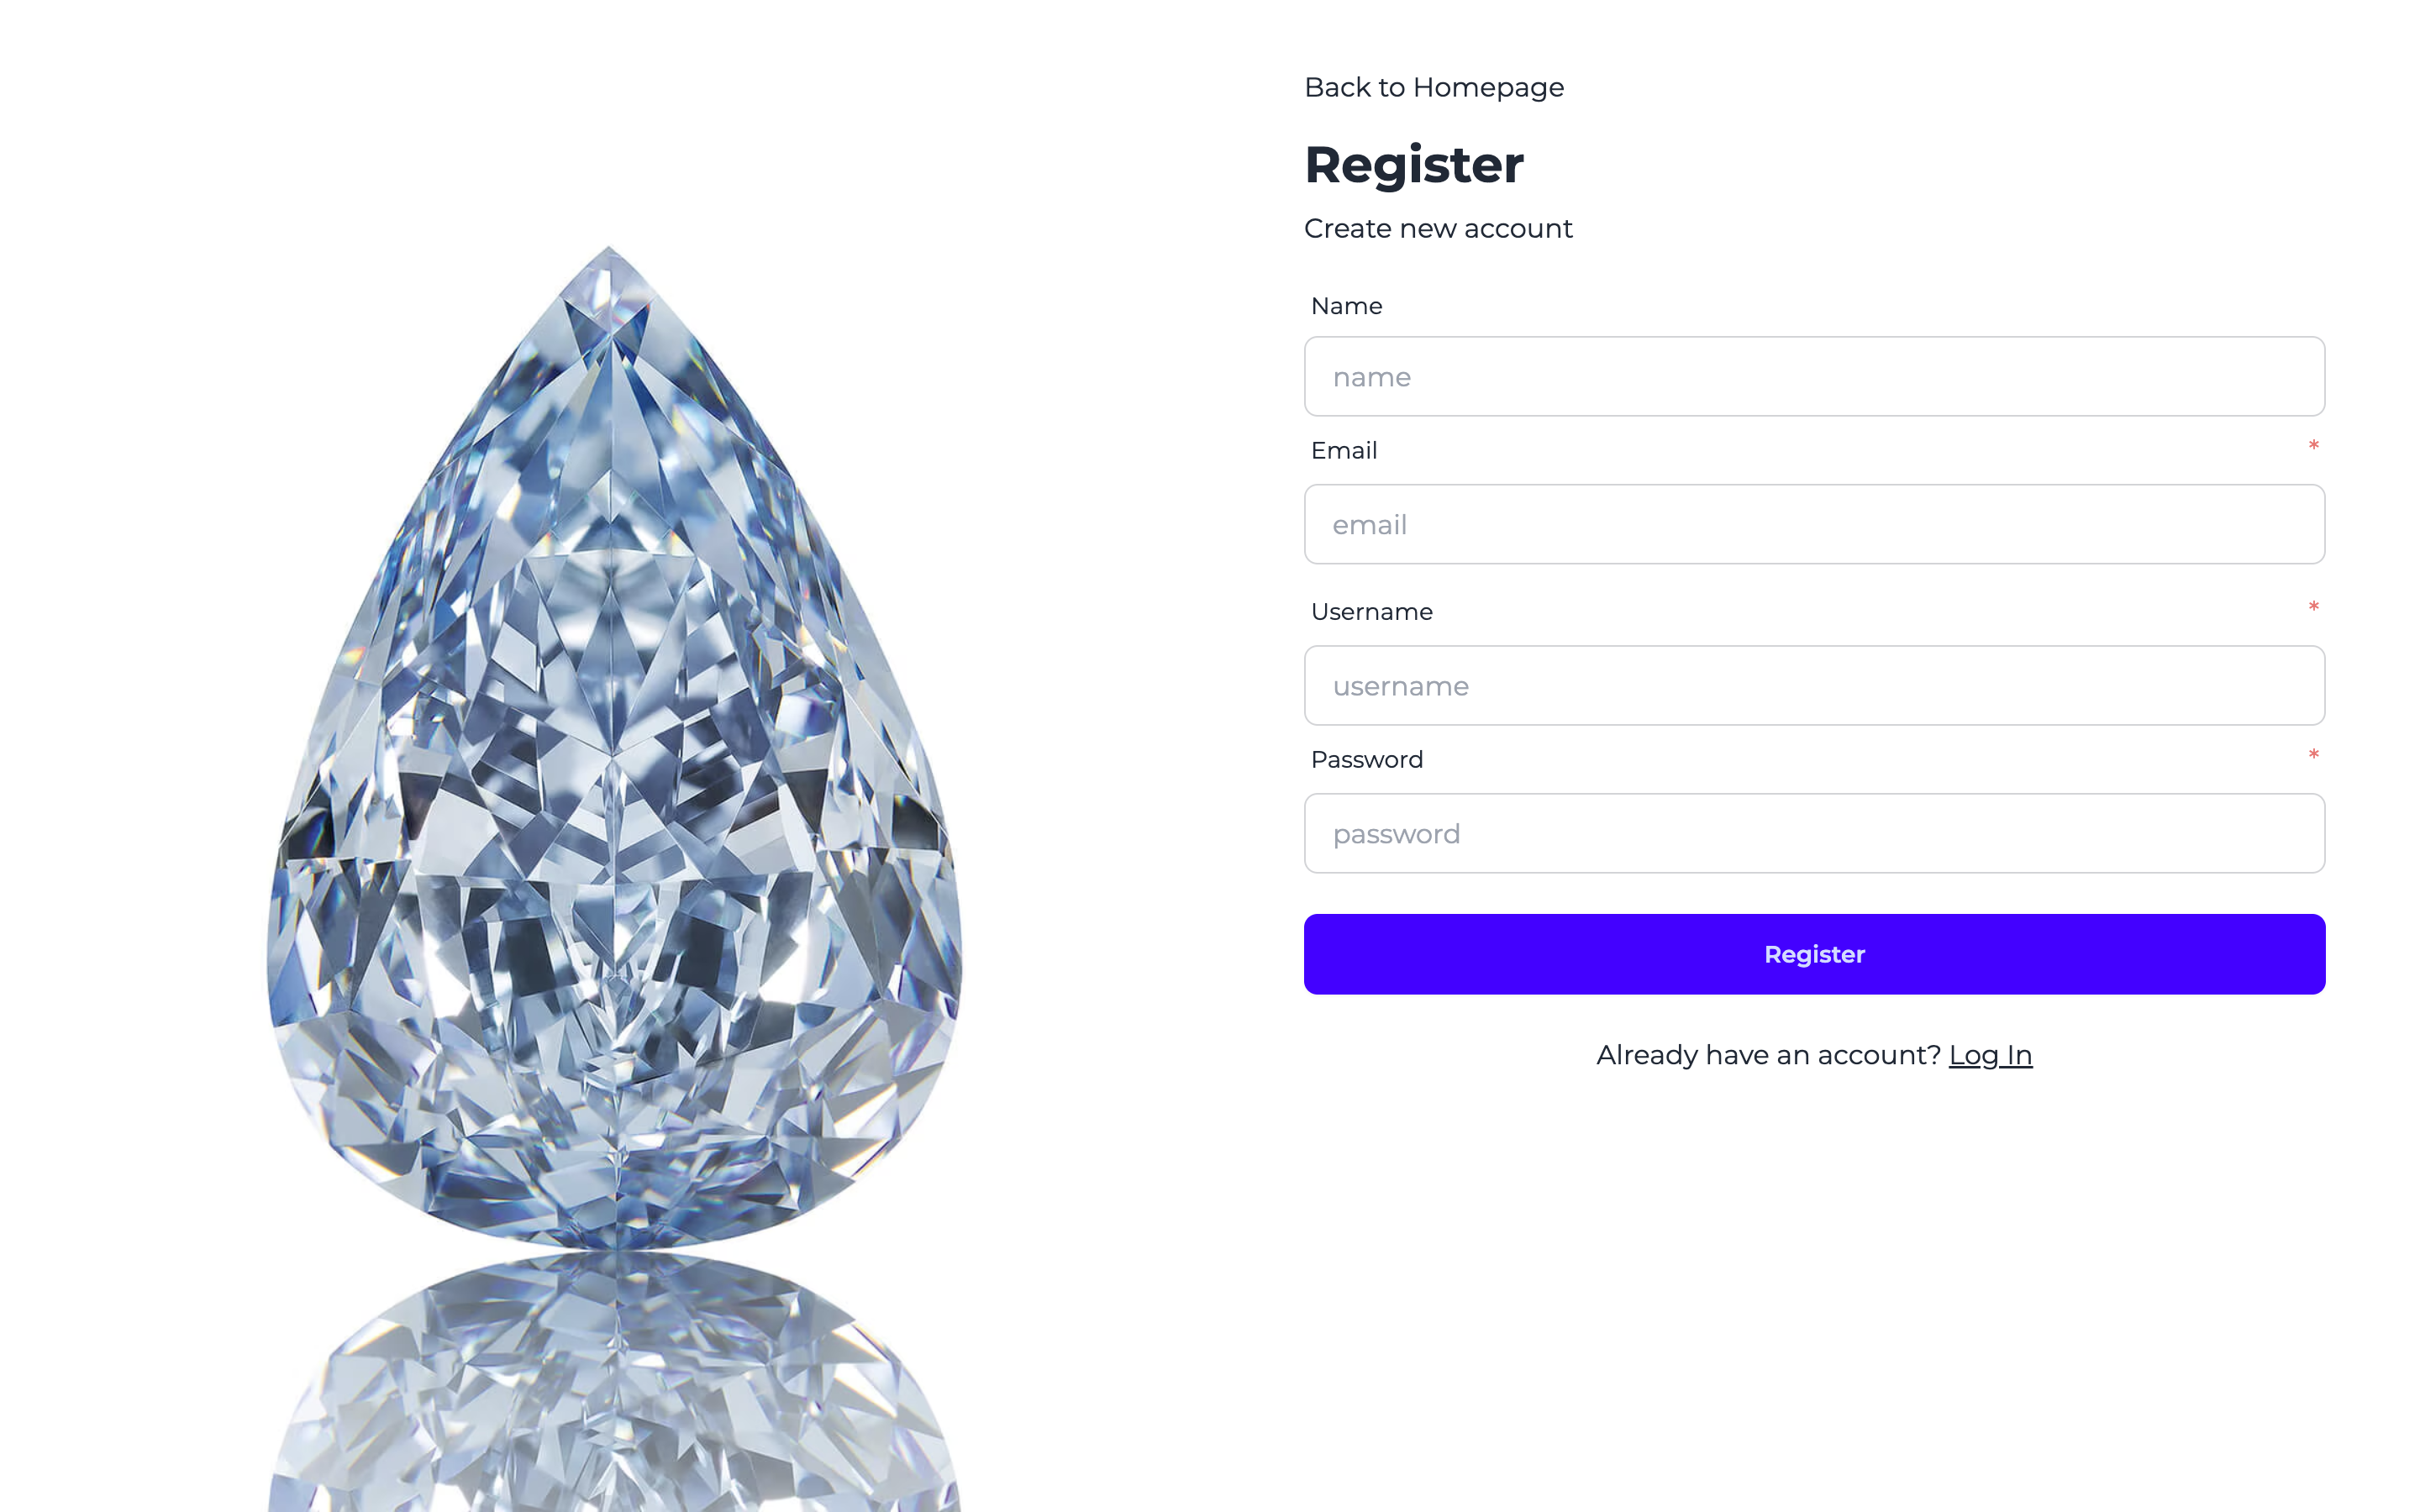 Back to Homepage
Register
Create new account
Name
name
Email *
email
Username *
username
Password *
password
Register
Already have an account? Log In